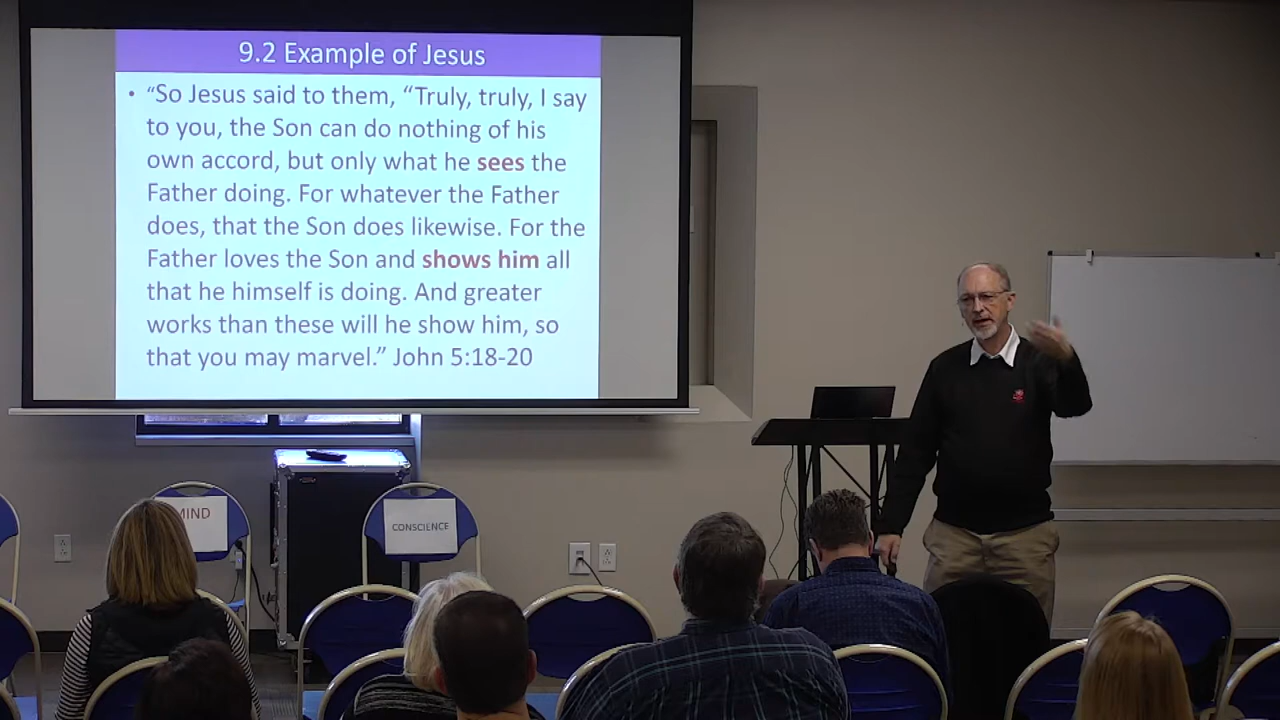 9.2 Example of Jesus
• “So Jesus said to them, “Truly, truly, I say
to you, the Son can do nothing of his
own accord, but only what he sees the
Father doing. For whatever the Father
does, that the Son does likewise. For the
Father loves the Son and shows him all
that he himself is doing. And greater
works than these will he show him, so
that you may marvel.” John 5:18-20
MIND
CONSCIENCE